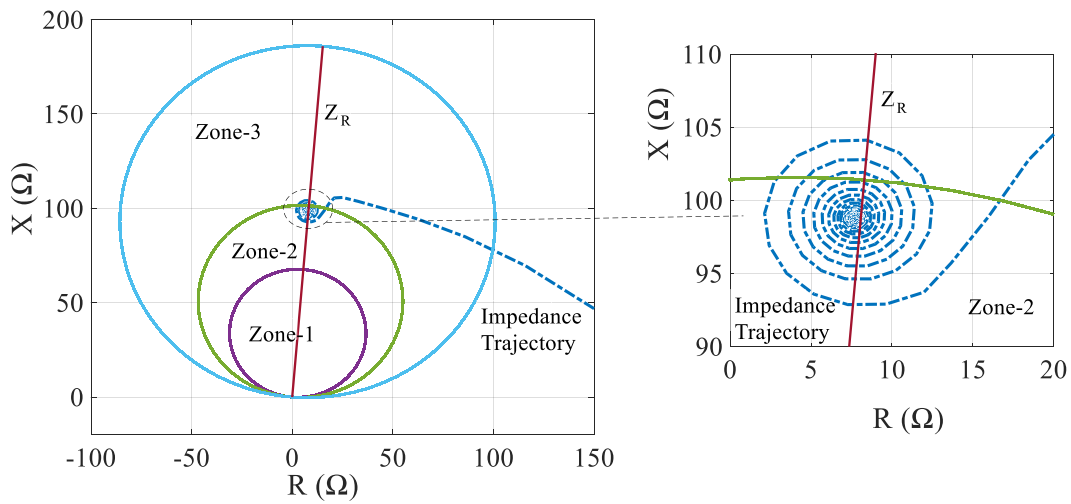 200
150
100
50
0
-100
-50
0
50
100
150
X (Ω)
R (Ω)
Zone-3
Z_R
Zone-2
Zone-1
Impedance
Trajectory
110
105
100
95
90
0
5
10
15
20
X (Ω)
R (Ω)
Z_R
Impedance
Trajectory
Zone-2